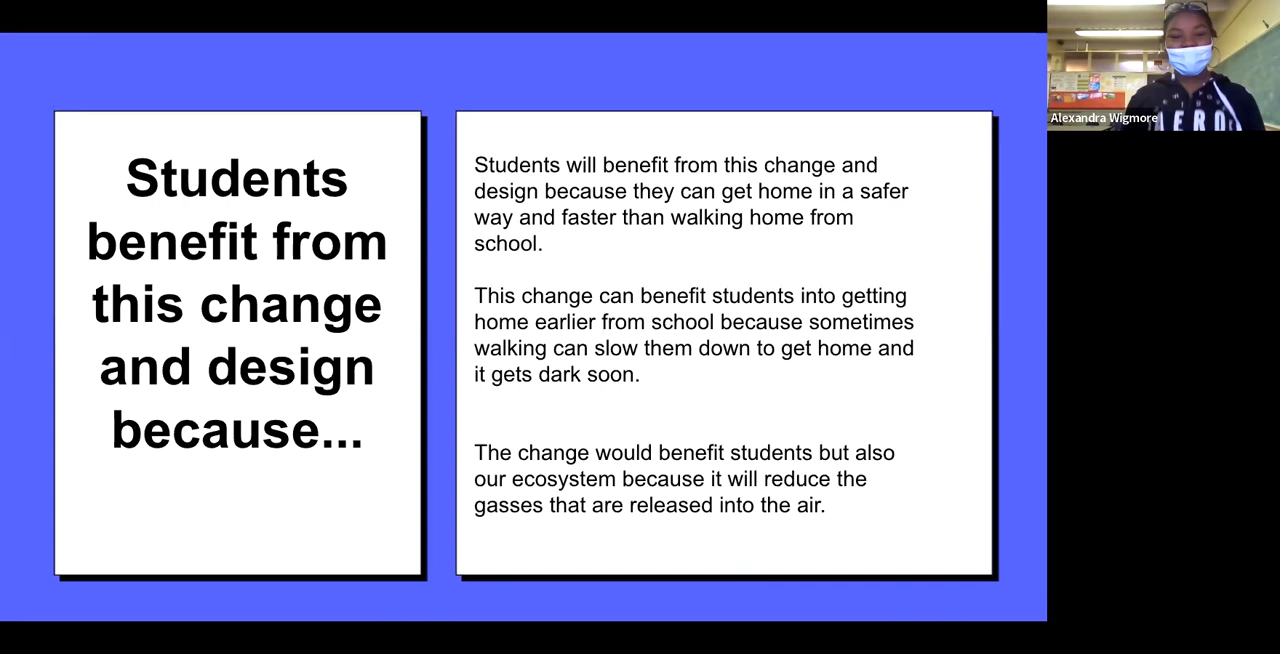 Students
benefit from
this change
and design
because...
Students will benefit from this change and
design because they can get home in a safer
way and faster than walking home from
school.
This change can benefit students into getting
home earlier from school because sometimes
walking can slow them down to get home and
it gets dark soon.
The change would benefit students but also
our ecosystem because it will reduce the
gasses that are released into the air.
Alexandra Wigmore
AERO